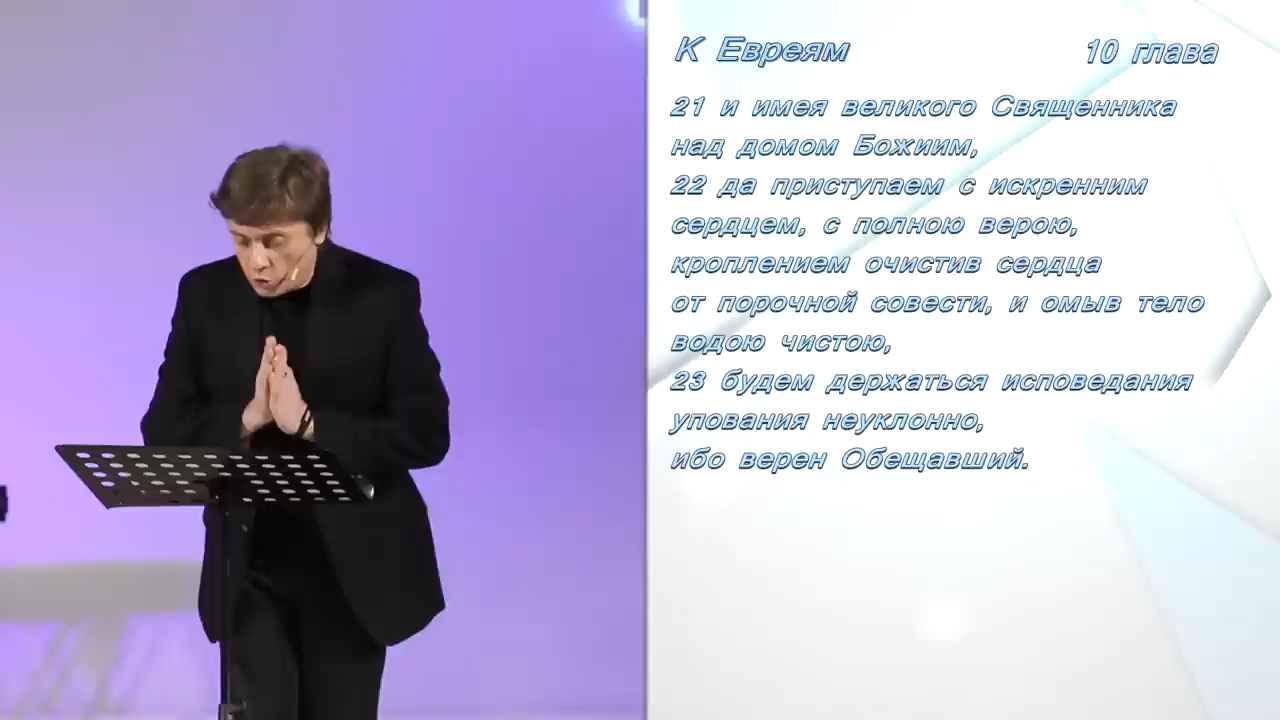 К Евреям 10 глава
21 и имея великого Священника
над домом Божиим,
22 да приступаем с искренним
сердцем, с полною верою,
кроплением очистив сердца
от порочной совести, и омыв тело
водою чистою,
23 будем держаться исповедания
упования неуклонно,
ибо верен Обещавший.